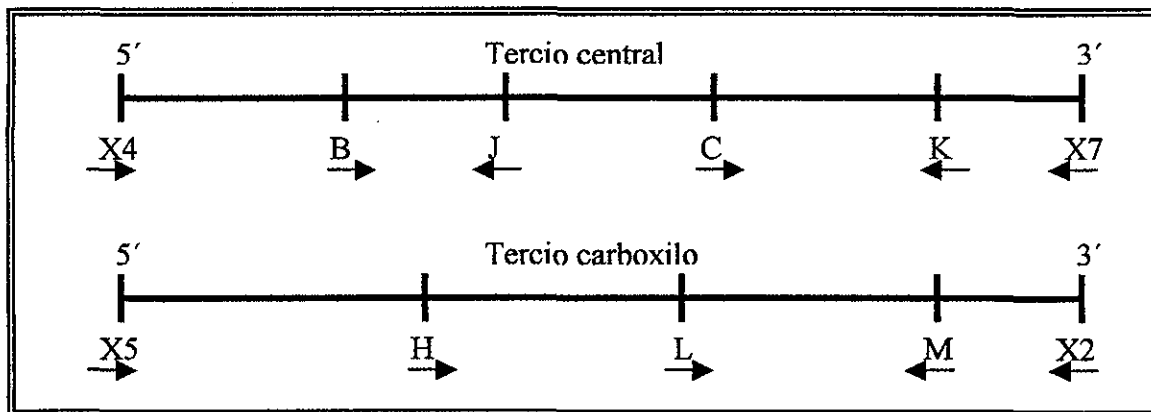 5´ Tercio central 3´
X4 B J C K X7
5´ Tercio carboxilo 3´
X5 H L M X2